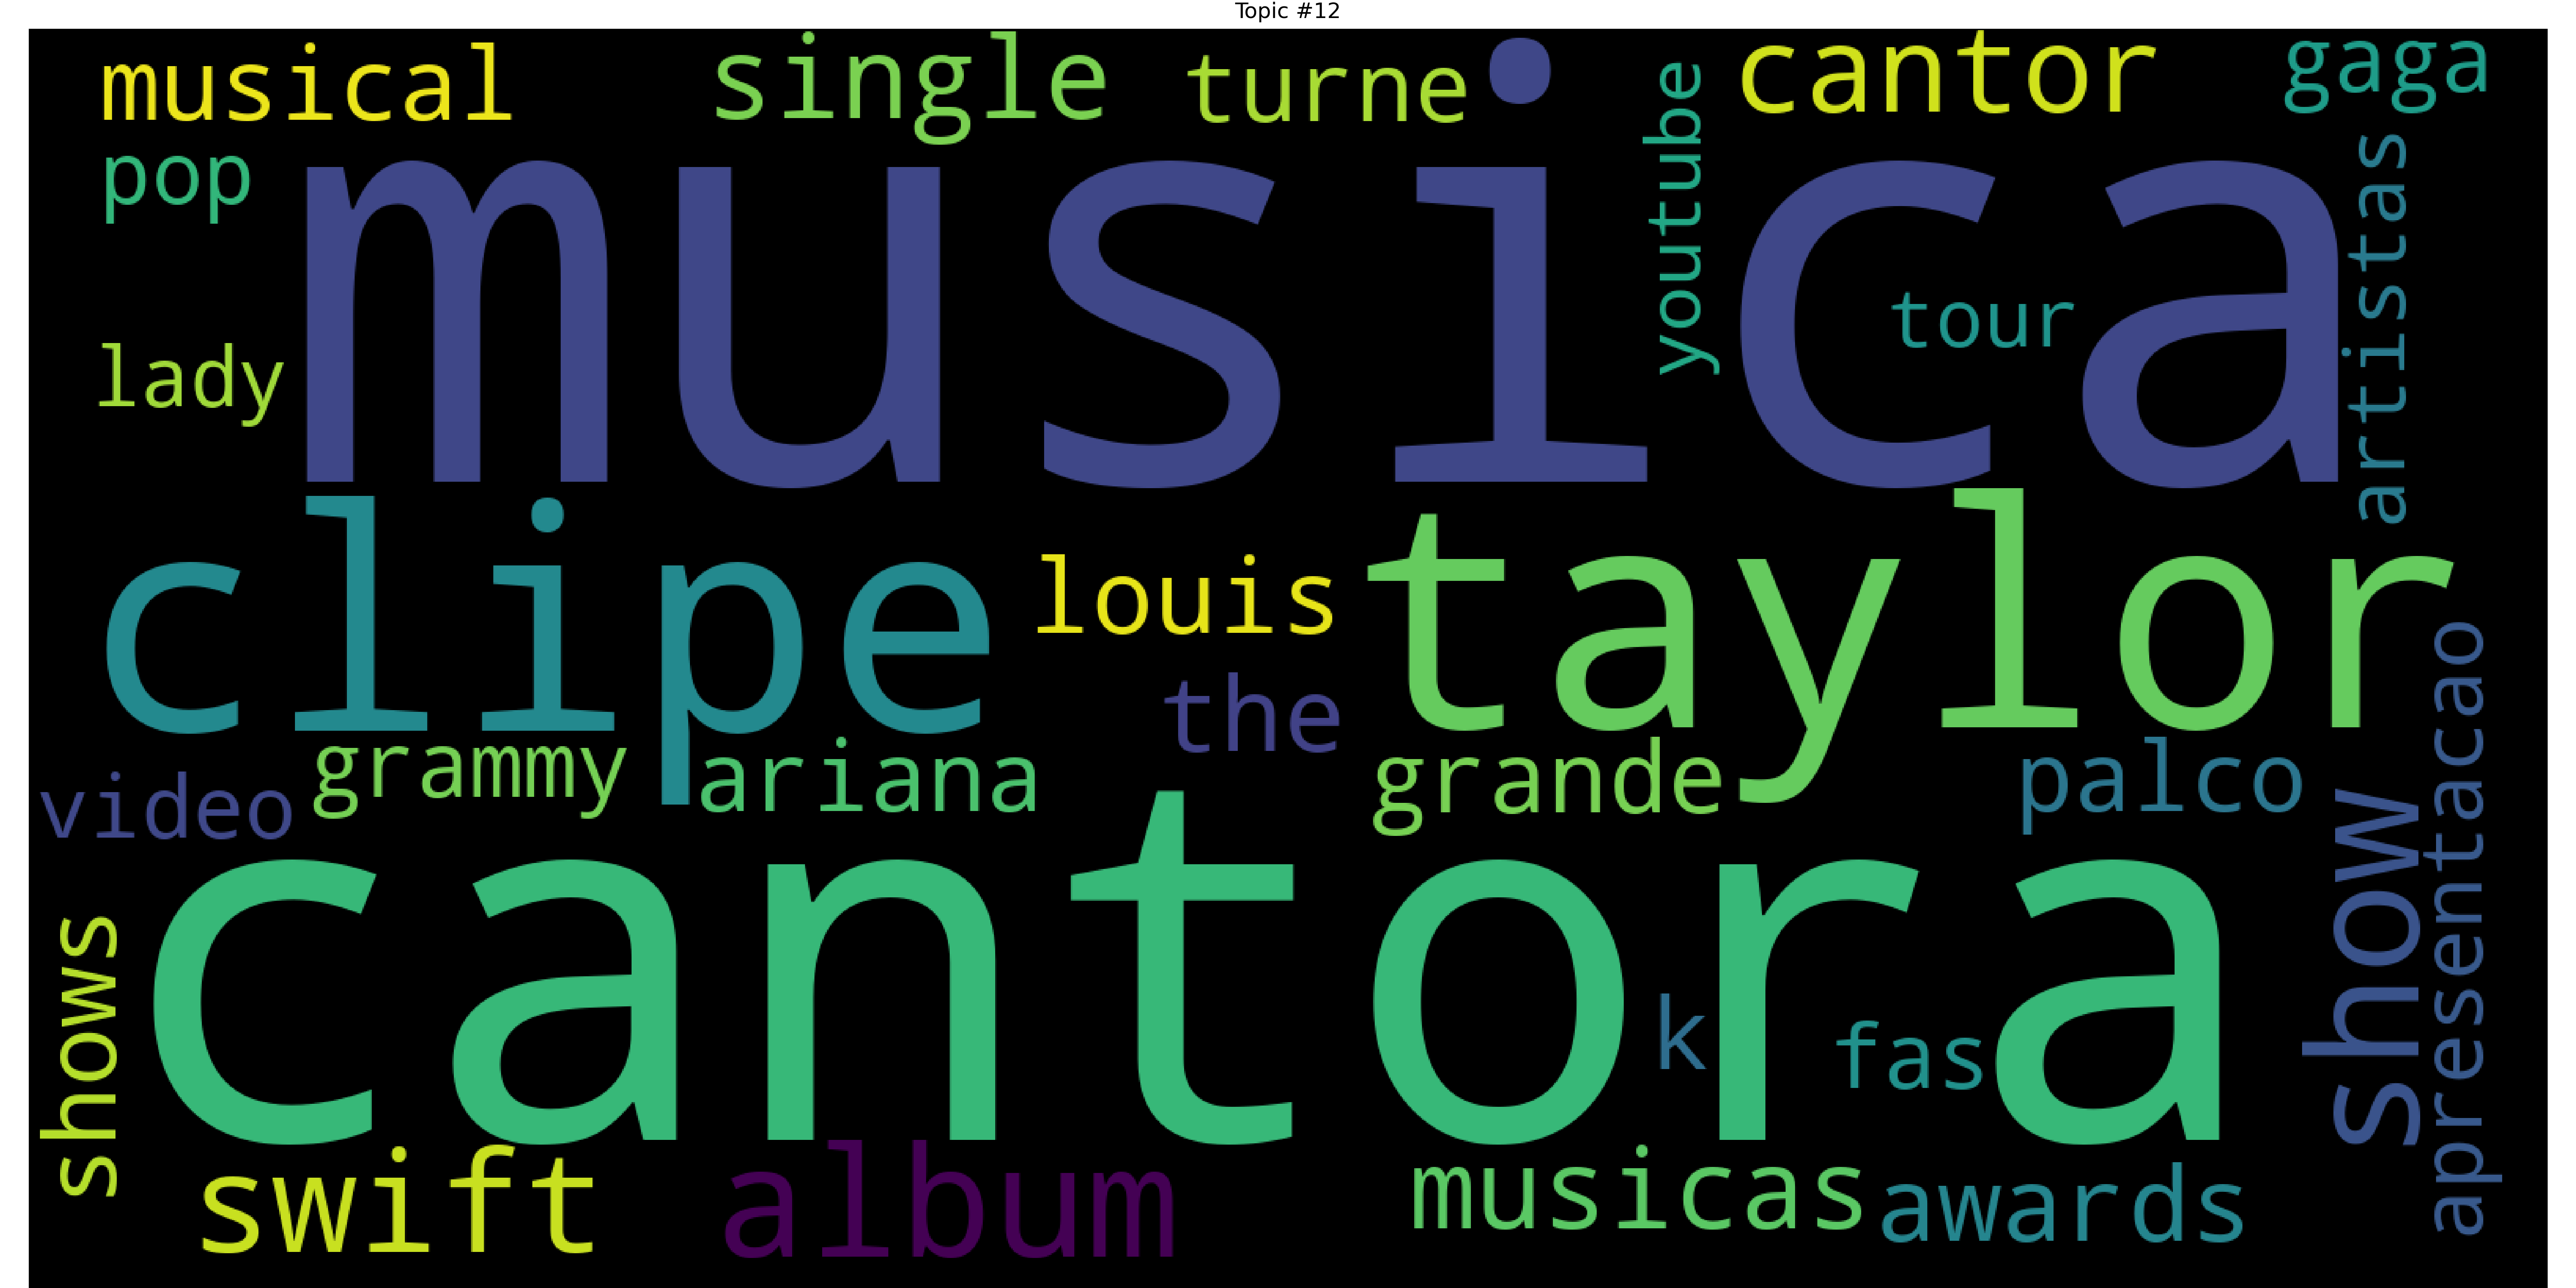 Topic #12
musical
single
turne
cantor
gaga
pop
musica
youtube
artistas
tour
lady
clipe
louis
taylor
the
grammy
ariana
grande
palco
video
cantora
show
apresentacao
shows
k
fas
swift
album
musicas
awards